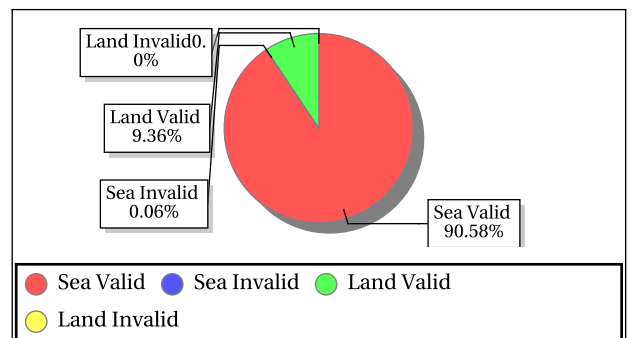 Land Invalid0.
0%
Land Valid
9.36%
Sea Invalid
0.06%
Sea Valid
90.58%
Sea Valid Sea Invalid Land Valid
Land Invalid